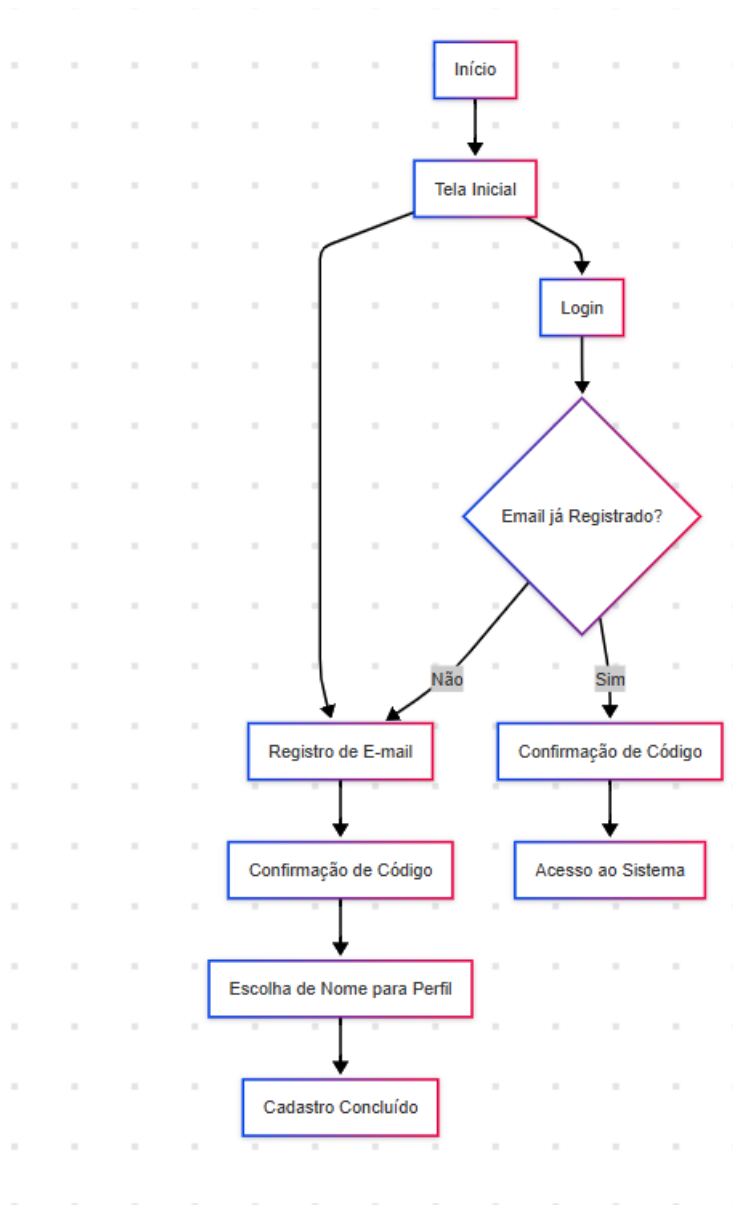 Início
Tela Inicial
Login
Email já Registrado?
Não
Sim
Registro de E-mail
Confirmação de Código
Confirmação de Código
Acesso ao Sistema
Escolha de Nome para Perfil
Cadastro Concluído